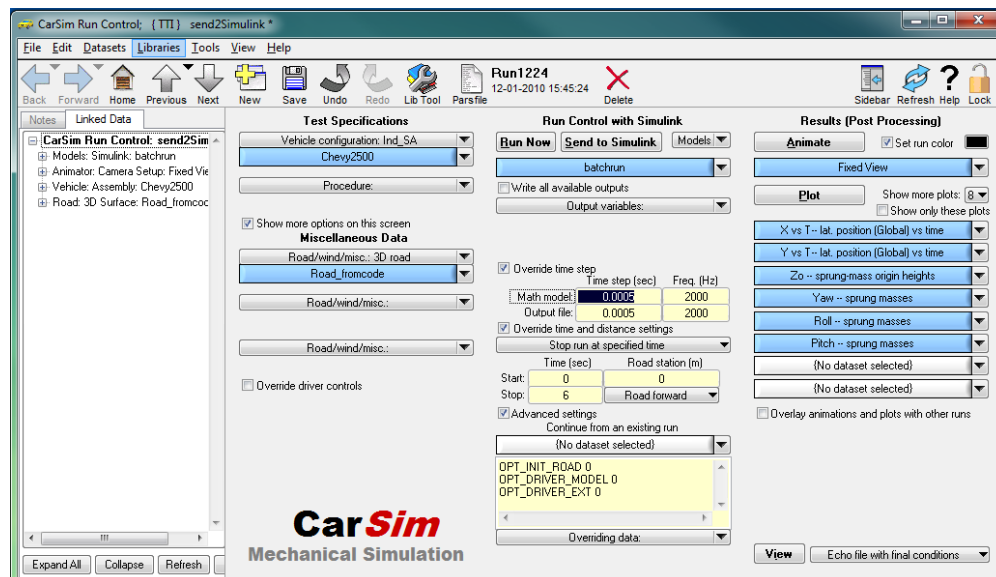 CarSim Run Control; { TTI } send2Simulink *
File Edit Datasets Libraries Tools View Help
Back Forward Home Previous Next New Save Undo Redo Lib Tool Parsfile
Run1224
12-01-2010 15:45:24
Delete Sidebar Refresh Help Lock
Notes Linked Data
CarSim Run Control: send2Sim
Models: Simulink: batchrun
Animator: Camera Setup: Fixed Vie
Vehicle: Assembly: Chevy2500
Road: 3D Surface: Road_fromcoc
Expand All Collapse Refresh
Test Specifications
Vehicle configuration: Ind_SA
Chevy2500
Procedure:
Show more options on this screen
Miscellaneous Data
Road/wind/misc.: 3D road
Road_fromcode
Road/wind/misc.:
Road/wind/misc.:
Override driver controls
CarSim
Mechanical Simulation
Run Control with Simulink
Run Now Send to Simulink Models
batchrun
Write all available outputs
Output variables:
Override time step
Time step (sec) Freq. (Hz)
Math model: 0.0005 2000
Output file: 0.0005 2000
Override time and distance settings
Stop run at specified time
Time (sec) Road station (m)
Start: 0 0
Stop: 6 Road forward
Advanced settings
Continue from an existing run
{No dataset selected}
OPT_INIT_ROAD 0
OPT_DRIVER_MODEL 0
OPT_DRIVER_EXT 0
Overriding data:
Results (Post Processing)
Animate Set run color
Fixed View
Plot Show more plots: 8
Show only these plots
X vs T -- lat. position (Global) vs time
Y vs T -- lat. position (Global) vs time
Zo -- sprung-mass origin heights
Yaw -- sprung masses
Roll -- sprung masses
Pitch -- sprung masses
{No dataset selected}
{No dataset selected}
Overlay animations and plots with other runs
View Echo file with final conditions